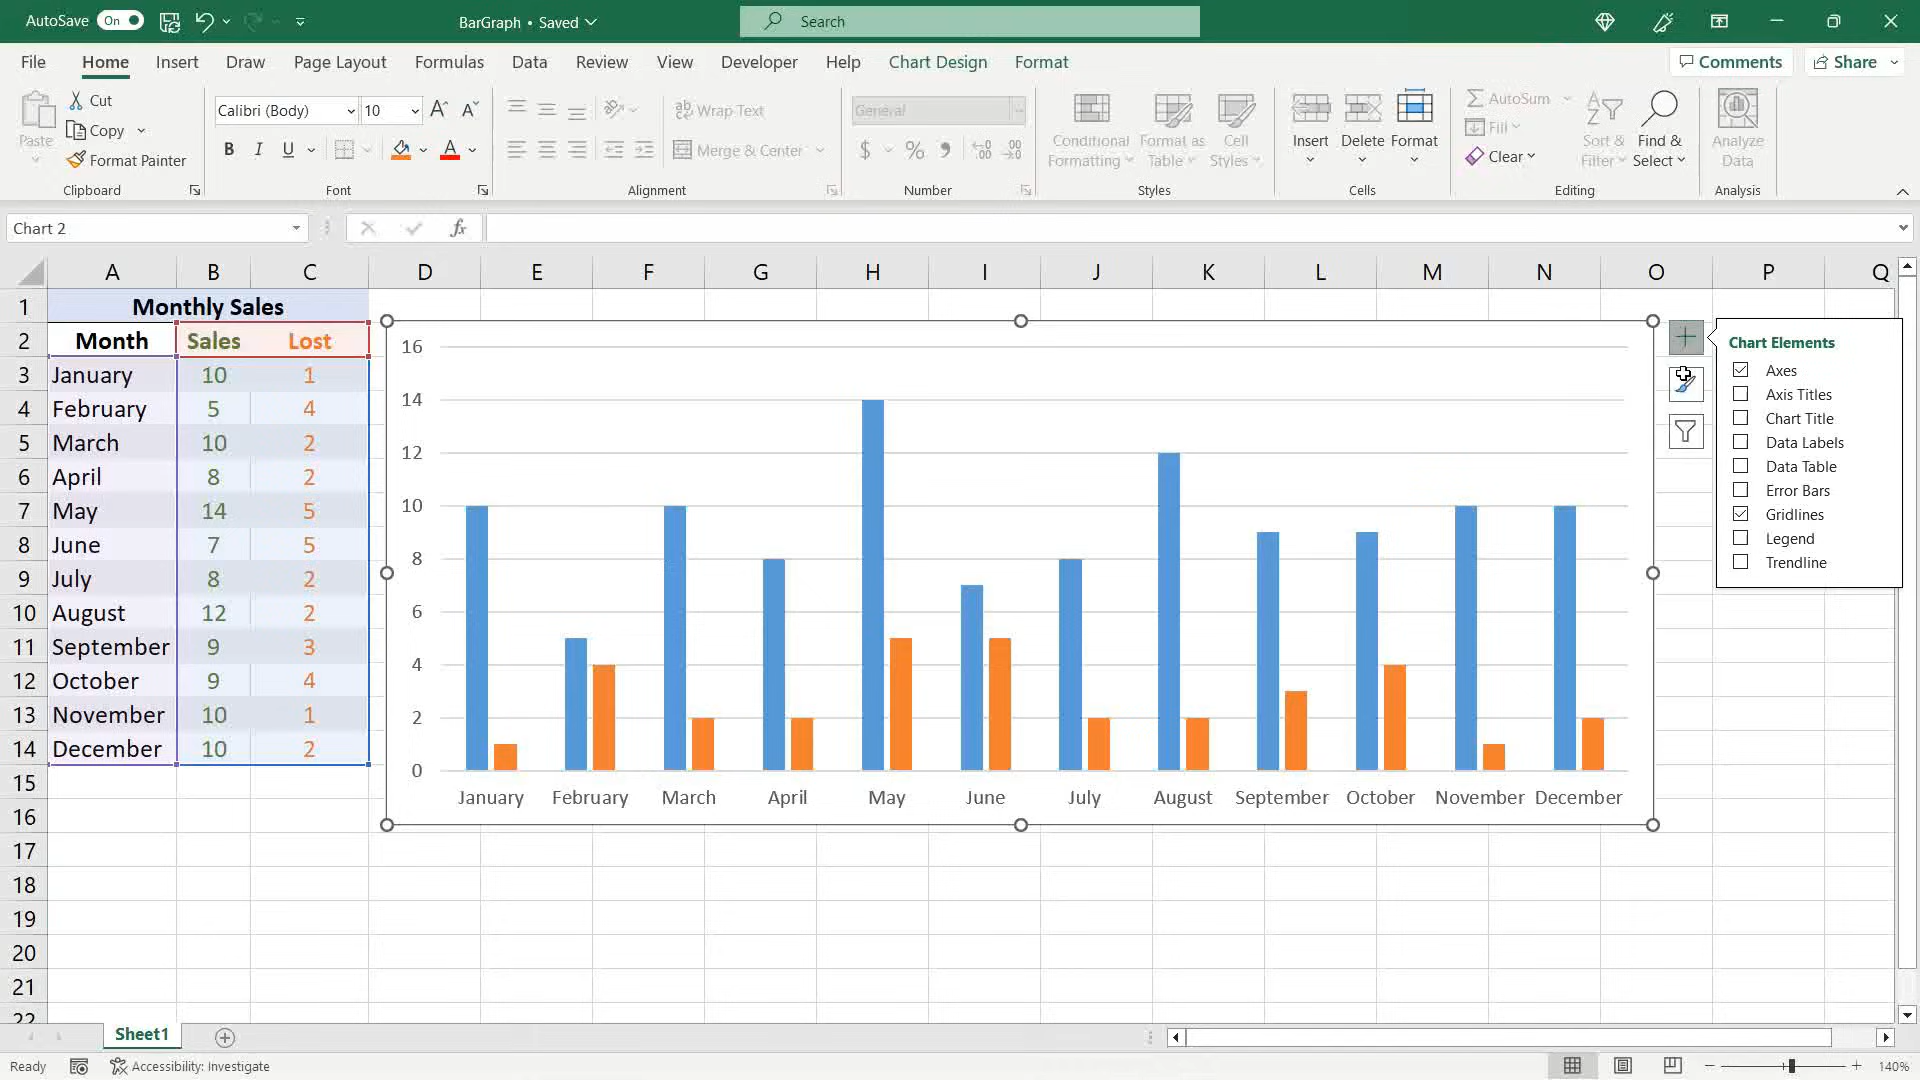 AutoSave On BarGraph • Saved Search
File Home Insert Draw Page Layout Formulas Data Review View Developer Help Chart Design Format Comments Share
Paste Cut Copy Format Painter Clipboard
Calibri (Body) 10 B I U A Font
Wrap Text Merge & Center Alignment
General $ % Number
Conditional Formatting Format as Table Cell Styles Styles
Insert Delete Format Cells
AutoSum Fill Clear Sort & Filter Find & Select Editing
Analyze Data Analysis
Chart 2 fx
A B C D E F G H I J K L M N O P Q
1 Monthly Sales
2 Month Sales Lost
3 January 10 1
4 February 5 4
5 March 10 2
6 April 8 2
7 May 14 5
8 June 7 5
9 July 8 2
10 August 12 2
11 September 9 3
12 October 9 4
13 November 10 1
14 December 10 2
15
16
17
18
19
20
21
22
16
14
12
10
8
6
4
2
0
January February March April May June July August September October November December
Chart Elements
Axes
Axis Titles
Chart Title
Data Labels
Data Table
Error Bars
Gridlines
Legend
Trendline
Sheet1
Ready Accessibility: Investigate 140%